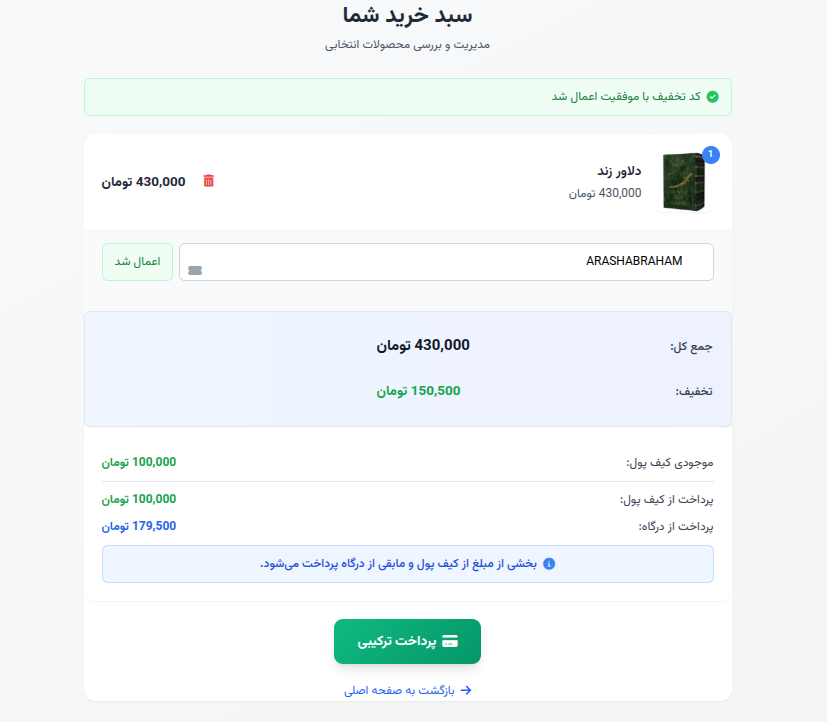 سبد خرید شما
مدیریت و بررسی محصولات انتخابی
کد تخفیف با موفقیت اعمال شد
1
دلاور زند
430,000 تومان
430,000 تومان
ARASHABRAHAM
اعمال شد
جمع کل: 430,000 تومان
تخفیف: 150,500 تومان
موجودی کیف پول: 100,000 تومان
پرداخت از کیف پول: 100,000 تومان
پرداخت از درگاه: 179,500 تومان
بخشی از مبلغ از کیف پول و مابقی از درگاه پرداخت می‌شود.
پرداخت ترکیبی
بازگشت به صفحه اصلی